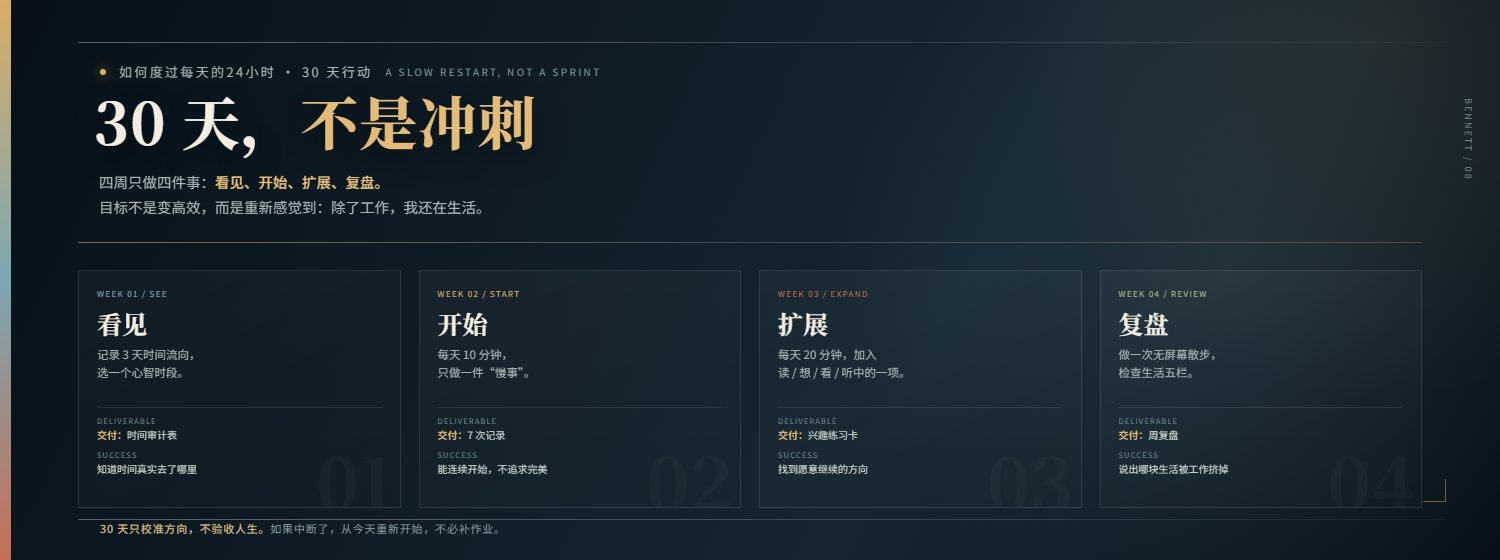 如何度过每天的24小时 · 30 天行动 A SLOW RESTART, NOT A SPRINT
30 天，不是冲刺
四周只做四件事：看见、开始、扩展、复盘。
目标不是变高效，而是重新感觉到：除了工作，我还在生活。
BENNETT / 08
WEEK 01 / SEE
看见
记录 3 天时间流向，
选一个心智时段。
DELIVERABLE
交付：时间审计表
SUCCESS
知道时间真实去了哪里
01
WEEK 02 / START
开始
每天 10 分钟，
只做一件“慢事”。
DELIVERABLE
交付：7 次记录
SUCCESS
能连续开始，不追求完美
02
WEEK 03 / EXPAND
扩展
每天 20 分钟，加入
读 / 想 / 看 / 听中的一项。
DELIVERABLE
交付：兴趣练习卡
SUCCESS
找到愿意继续的方向
03
WEEK 04 / REVIEW
复盘
做一次无屏幕散步，
检查生活五栏。
DELIVERABLE
交付：周复盘
SUCCESS
说出哪块生活被工作挤掉
04
30 天只校准方向，不验收人生。如果中断了，从今天重新开始，不必补作业。